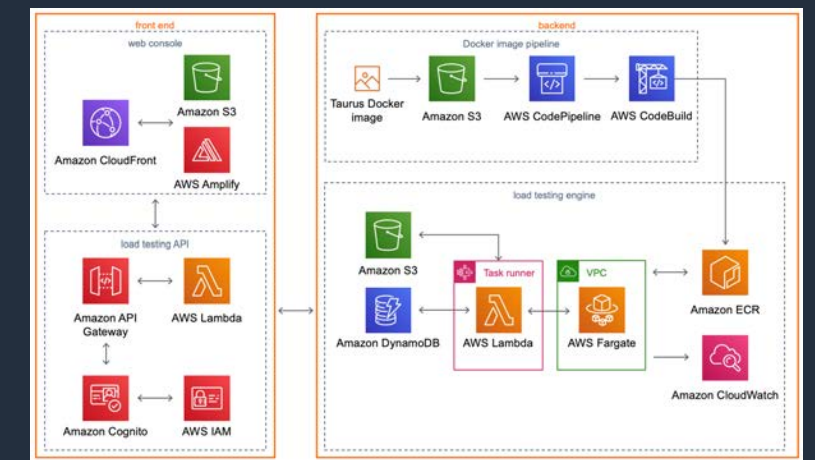 front end
web console
Amazon S3
Amazon CloudFront
AWS Amplify
load testing API
Amazon API
Gateway
AWS Lambda
Amazon Cognito
AWS IAM
backend
Docker image pipeline
Taurus Docker
image
Amazon S3
AWS CodePipeline
AWS CodeBuild
load testing engine
Amazon S3
Task runner
VPC
Amazon DynamoDB
AWS Lambda
AWS Fargate
Amazon ECR
Amazon CloudWatch